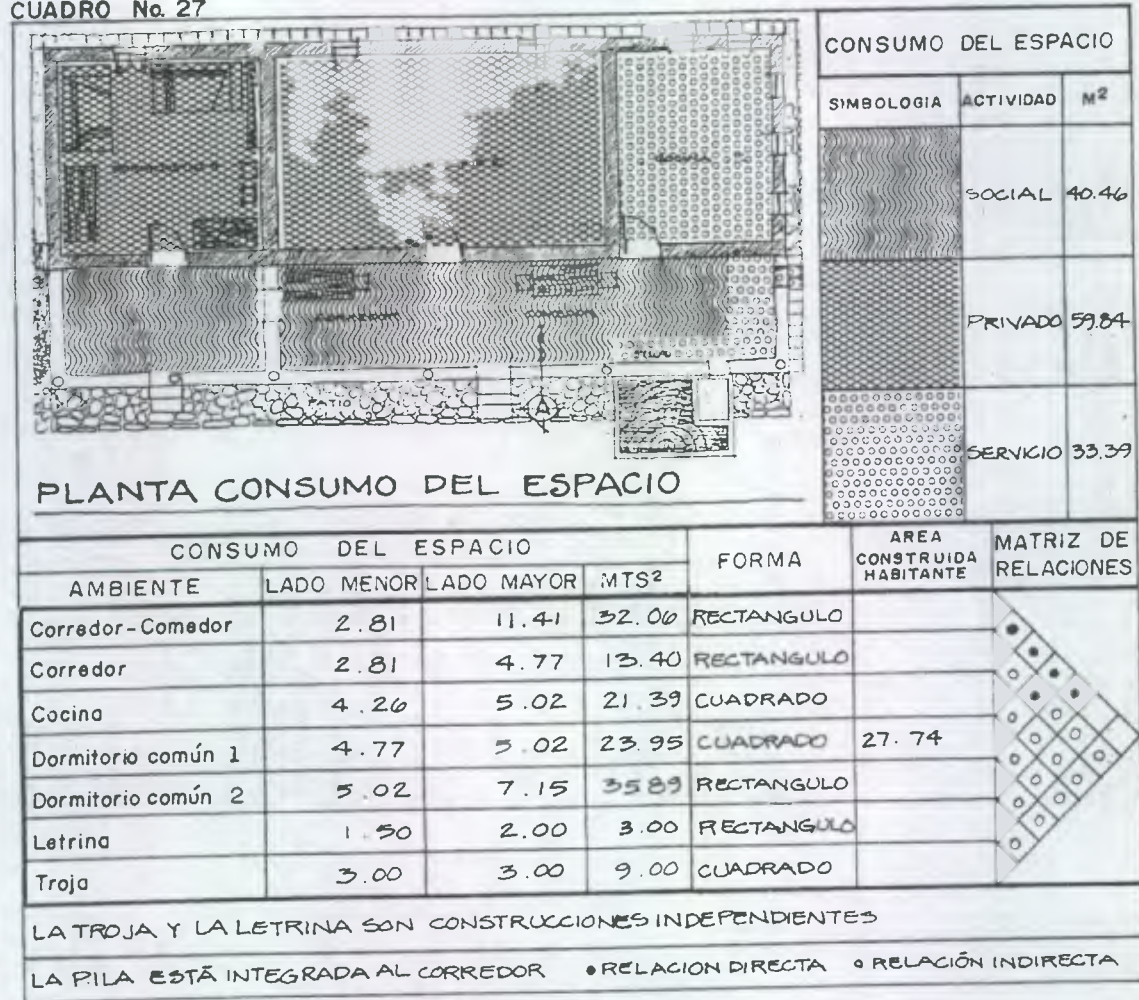 CUADRO No. 27
CONSUMO DEL ESPACIO
SIMBOLOGIA ACTIVIDAD M²
SOCIAL 40.46
PRIVADO 59.84
SERVICIO 33.39
PATIO
A
PLANTA CONSUMO DEL ESPACIO
CONSUMO DEL ESPACIO FORMA AREA CONSTRUIDA HABITANTE MATRIZ DE RELACIONES
AMBIENTE LADO MENOR LADO MAYOR MTS²
Corredor-Comedor 2.81 11.41 32.06 RECTANGULO
Corredor 2.81 4.77 13.40 RECTANGULO
Cocina 4.26 5.02 21.39 CUADRADO
Dormitorio común 1 4.77 5.02 23.95 CUADRADO 27.74
Dormitorio común 2 5.02 7.15 35.89 RECTANGULO
Letrina 1.50 2.00 3.00 RECTANGULO
Troja 3.00 3.00 9.00 CUADRADO
LA TROJA Y LA LETRINA SON CONSTRUCCIONES INDEPENDIENTES
LA PILA ESTÁ INTEGRADA AL CORREDOR • RELACION DIRECTA ∘ RELACIÓN INDIRECTA